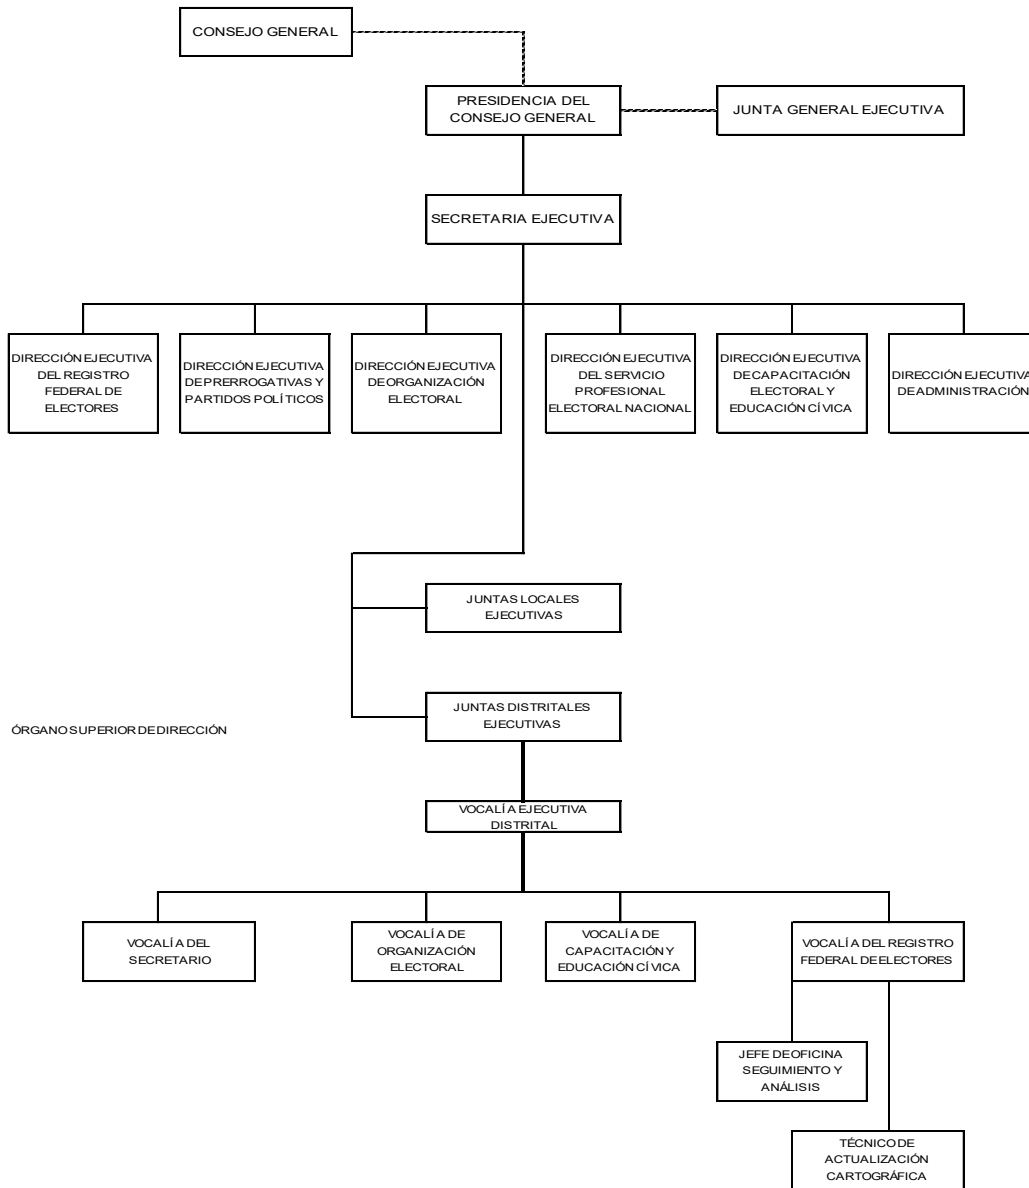 CONSEJO GENERAL
PRESIDENCIA DEL
CONSEJO GENERAL
JUNTA GENERAL EJECUTIVA
SECRETARIA EJECUTIVA
DIRECCIÓN EJECUTIVA
DEL REGISTRO
FEDERAL DE
ELECTORES
DIRECCIÓN EJECUTIVA
DE PRERROGATIVAS Y
PARTIDOS POLÍTICOS
DIRECCIÓN EJECUTIVA
DE ORGANIZACIÓN
ELECTORAL
DIRECCIÓN EJECUTIVA
DEL SERVICIO
PROFESIONAL
ELECTORAL NACIONAL
DIRECCIÓN EJECUTIVA
DE CAPACITACIÓN
ELECTORAL Y
EDUCACIÓN CÍVICA
DIRECCIÓN EJECUTIVA
DE ADMINISTRACIÓN
JUNTAS LOCALES
EJECUTIVAS
JUNTAS DISTRITALES
EJECUTIVAS
ÓRGANO SUPERIOR DE DIRECCIÓN
VOCALÍA EJECUTIVA
DISTRITAL
VOCALÍA DEL
SECRETARIO
VOCALÍA DE
ORGANIZACIÓN
ELECTORAL
VOCALÍA DE
CAPACITACIÓN Y
EDUCACIÓN CÍVICA
VOCALÍA DEL REGISTRO
FEDERAL DE ELECTORES
JEFE DE OFICINA
SEGUIMIENTO Y
ANÁLISIS
TÉCNICO DE
ACTUALIZACIÓN
CARTOGRÁFICA